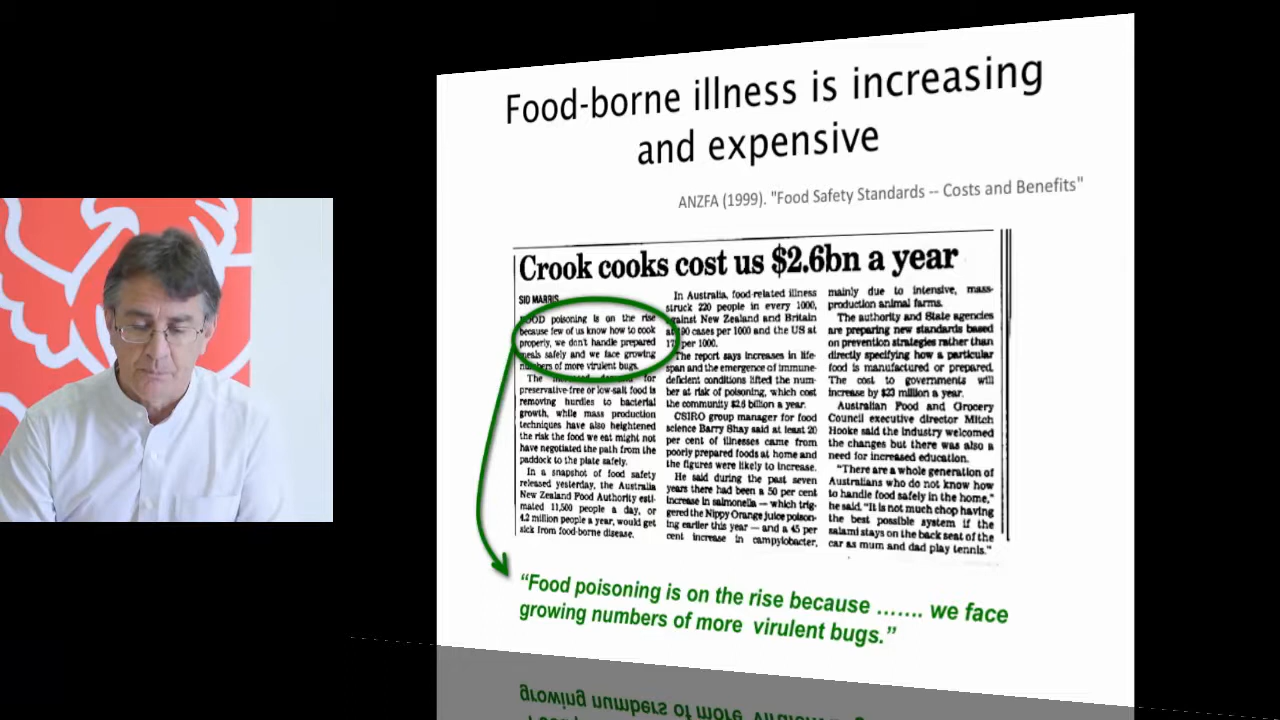 Food-borne illness is increasing
and expensive
ANZFA (1999). "Food Safety Standards -- Costs and Benefits"
Crook cooks cost us $2.6bn a year
SID MARRIS
FOOD poisoning is on the rise
because few of us know how to cook
properly, we don't handle prepared
meals safely and we face growing
numbers of more virulent bugs.
The increased demand for
preservative-free or low-salt food is
removing hurdles to bacterial
growth, while mass production
techniques have also heightened
the risk the food we eat might not
have negotiated the path from the
paddock to the plate safely.
In a snapshot of food safety
released yesterday, the Australia
New Zealand Food Authority esti-
mated 11,500 people a day, or
4.2 million people a year, would get
sick from food-borne disease.
In Australia, food-related illness
struck 220 people in every 1000,
against New Zealand and Britain
at 190 cases per 1000 and the US at
per 1000.
The report says increases in life-
span and the emergence of immune-
deficient conditions lifted the num-
ber at risk of poisoning, which cost
the community $2.6 billion a year.
CSIRO group manager for food
science Barry Shay said at least 20
per cent of illnesses came from
poorly prepared foods at home and
the figures were likely to increase.
He said during the past seven
years there had been a 50 per cent
increase in salmonella — which trig-
gered the Nippy Orange juice poison-
ing earlier this year — and a 45 per
cent increase in campylobacter,
mainly due to intensive, mass-
production animal farms.
The authority and State agencies
are preparing new standards based
on prevention strategies rather than
directly specifying how a particular
food is manufactured or prepared.
The cost to governments will
increase by $23 million a year.
Australian Food and Grocery
Council executive director Mitch
Hooke said the industry welcomed
the changes but there was also a
need for increased education.
"There are a whole generation of
Australians who do not know how
to handle food safely in the home,"
he said. "It is not much chop having
the best possible system if the
salami stays on the back seat of the
car as mum and dad play tennis."
“Food poisoning is on the rise because ……. we face
growing numbers of more virulent bugs.”